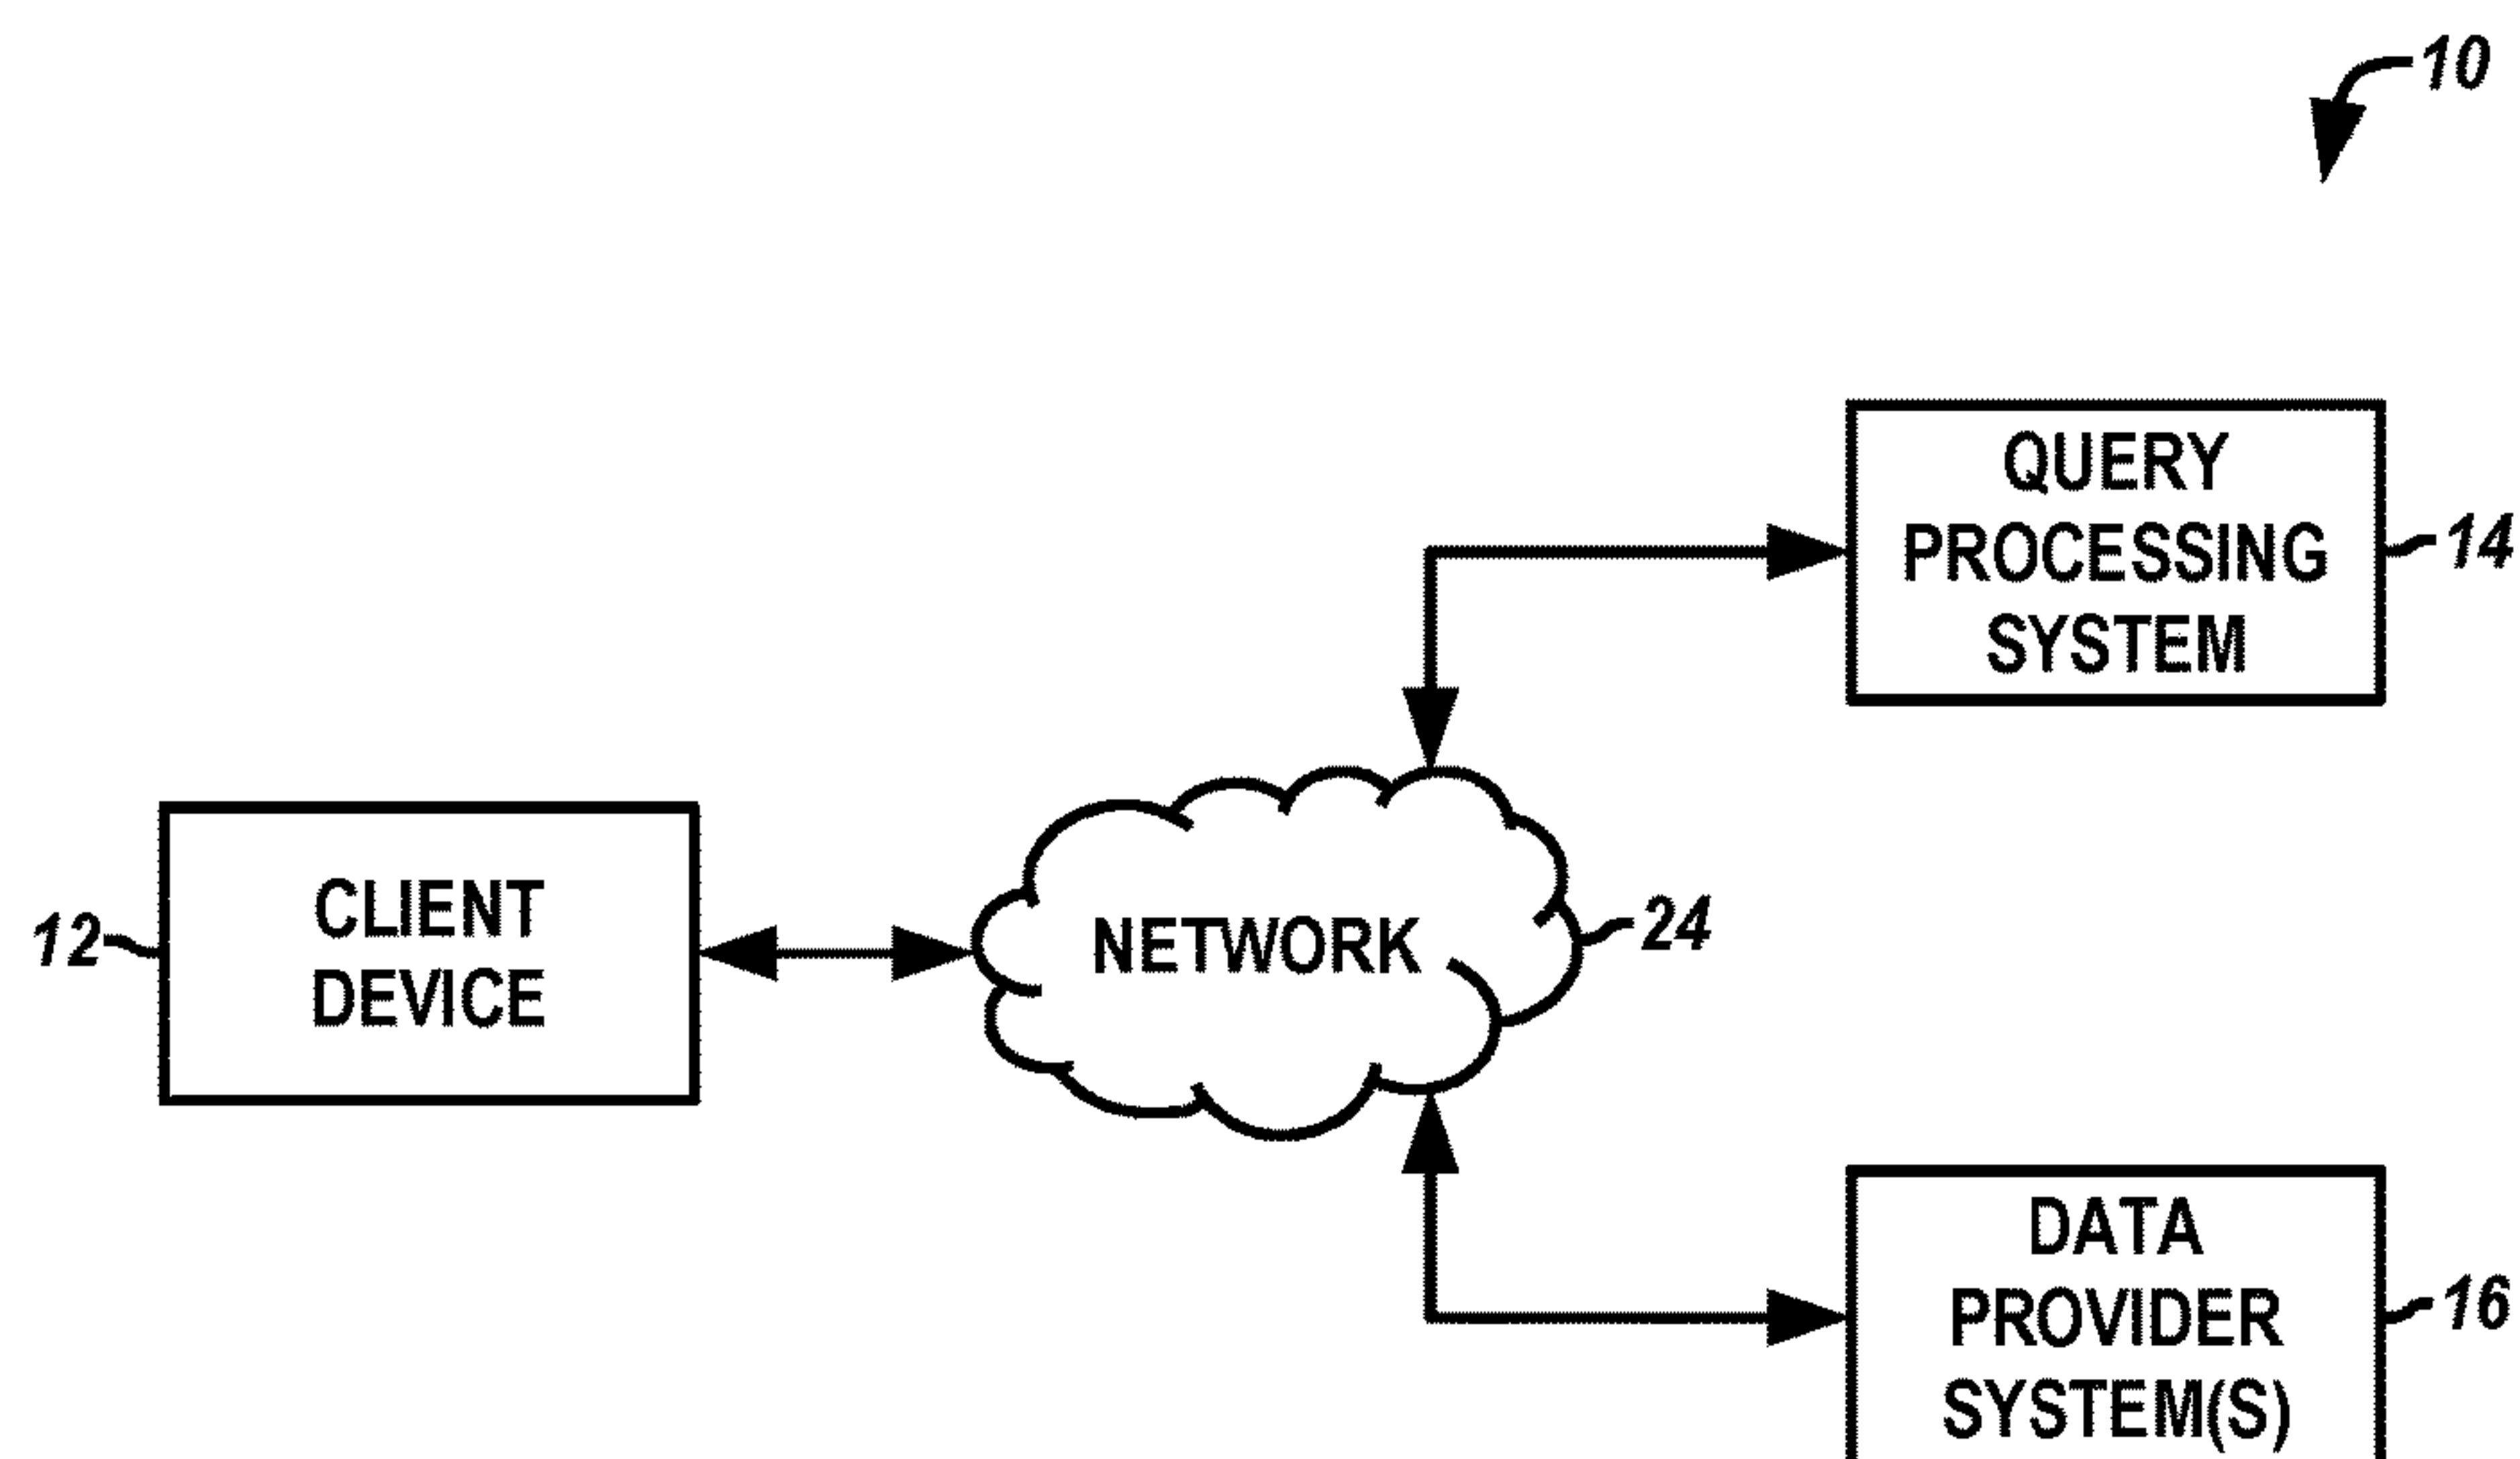 10
QUERY
PROCESSING
SYSTEM
14
CLIENT
DEVICE
12
NETWORK
24
DATA
PROVIDER
SYSTEM(S)
16